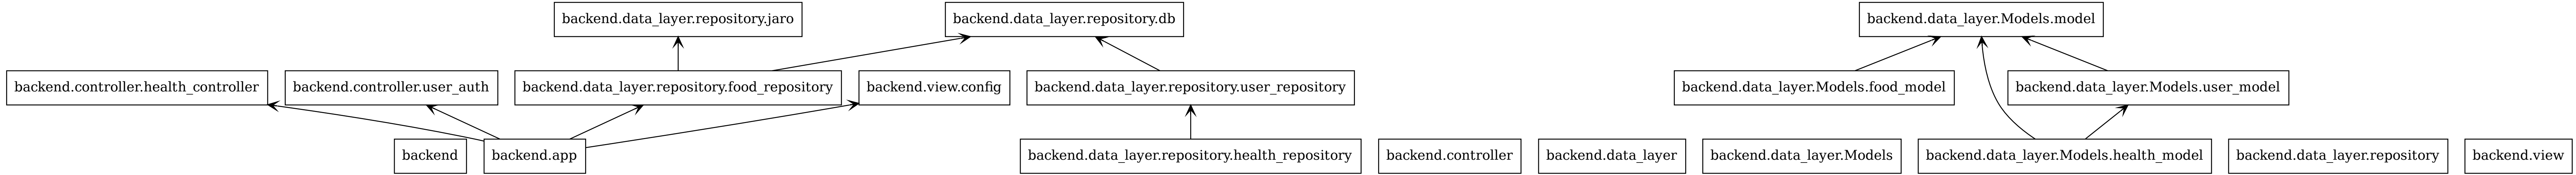 backend.data_layer.repository.jaro
backend.data_layer.repository.db
backend.data_layer.Models.model
backend.controller.health_controller
backend.controller.user_auth
backend.data_layer.repository.food_repository
backend.view.config
backend.data_layer.repository.user_repository
backend.data_layer.Models.food_model
backend.data_layer.Models.user_model
backend
backend.app
backend.data_layer.repository.health_repository
backend.controller
backend.data_layer
backend.data_layer.Models
backend.data_layer.Models.health_model
backend.data_layer.repository
backend.view